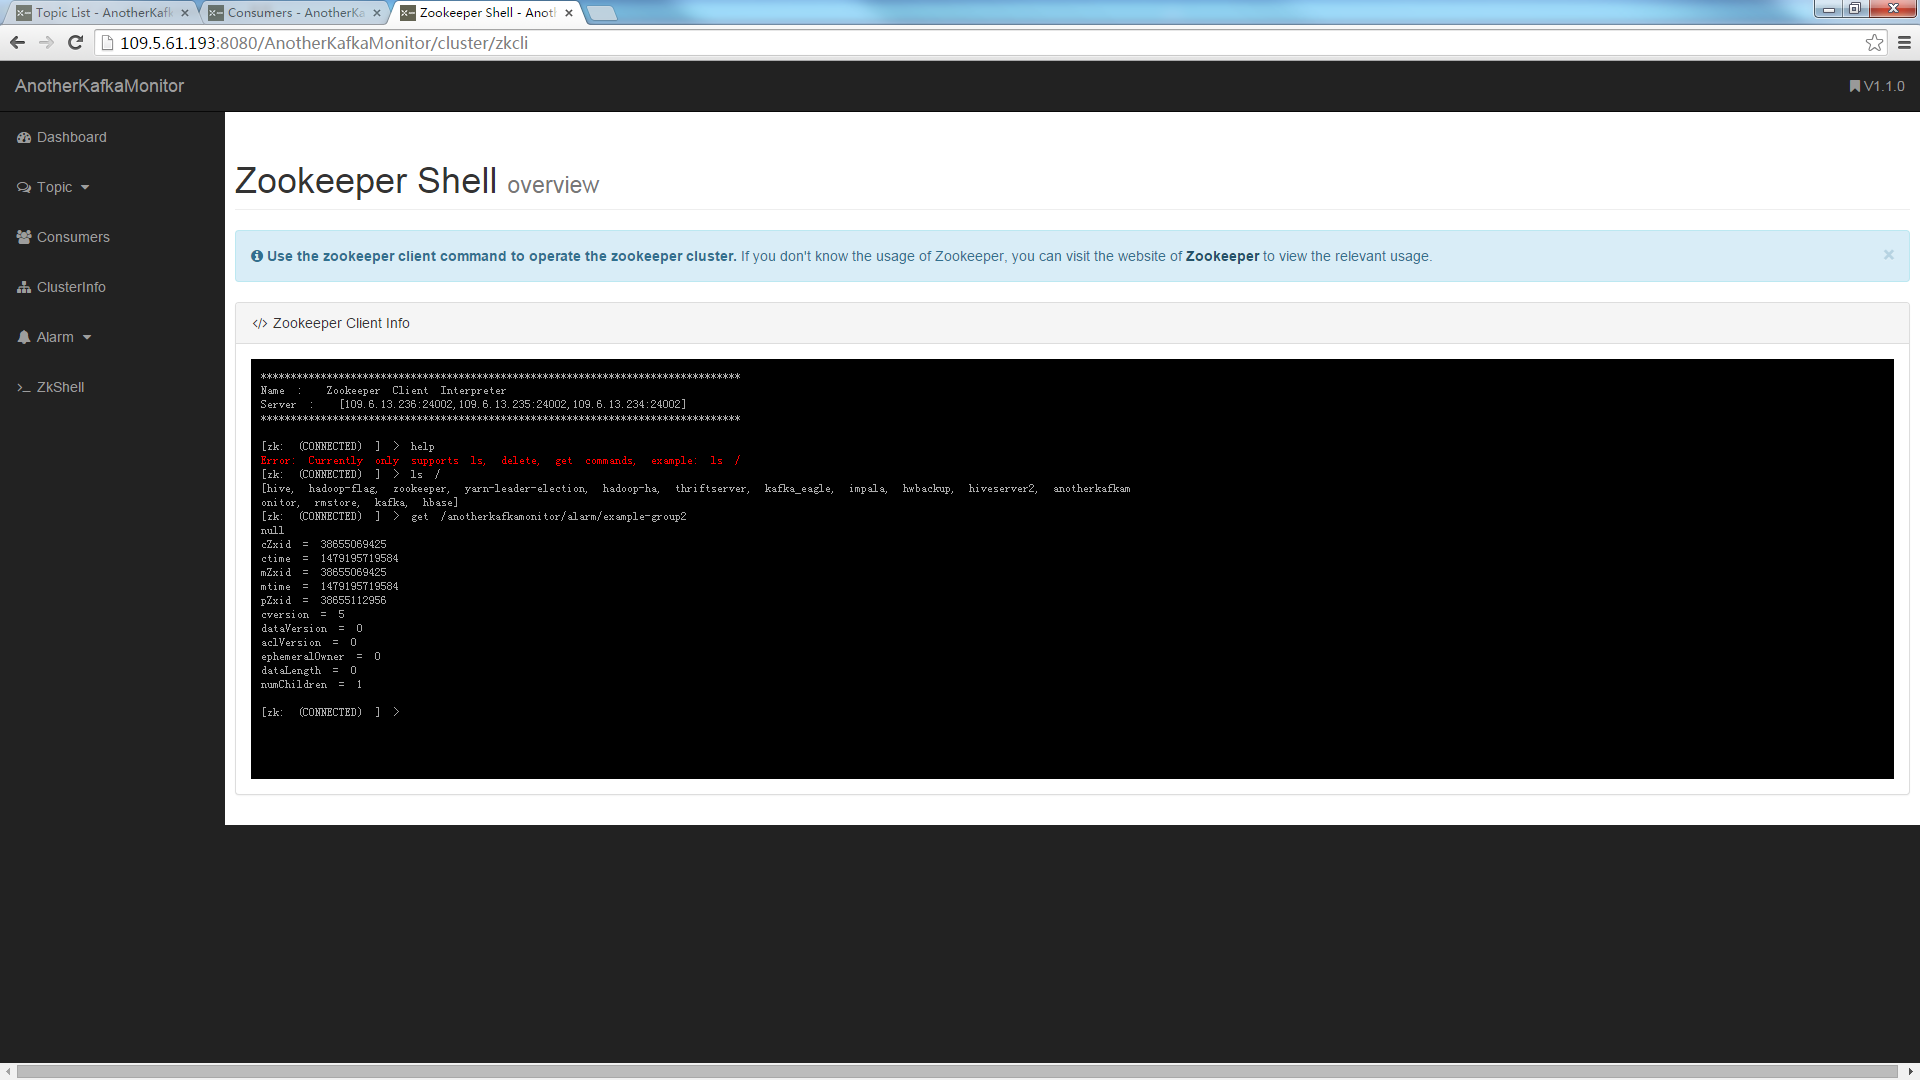 Topic List - AnotherKafk
Consumers - AnotherKa
Zookeeper Shell - Anoth
109.5.61.193:8080/AnotherKafkaMonitor/cluster/zkcli
AnotherKafkaMonitor
V1.1.0
Dashboard
Topic
Consumers
ClusterInfo
Alarm
ZkShell
Zookeeper Shell overview
Use the zookeeper client command to operate the zookeeper cluster. If you don't know the usage of Zookeeper, you can visit the website of Zookeeper to view the relevant usage.
×
</> Zookeeper Client Info
********************************************************************************
Name : Zookeeper Client Interpreter
Server : [109.6.13.236:24002,109.6.13.235:24002,109.6.13.234:24002]
********************************************************************************
[zk: (CONNECTED) ] > help
Error: Currently only supports ls, delete, get commands, example: ls /
[zk: (CONNECTED) ] > ls /
[hive, hadoop-flag, zookeeper, yarn-leader-election, hadoop-ha, thriftserver, kafka_eagle, impala, hwbackup, hiveserver2, anotherkafkam
onitor, rmstore, kafka, hbase]
[zk: (CONNECTED) ] > get /anotherkafkamonitor/alarm/example-group2
null
cZxid = 38655069425
ctime = 1479195719584
mZxid = 38655069425
mtime = 1479195719584
pZxid = 38655112956
cversion = 5
dataVersion = 0
aclVersion = 0
ephemeralOwner = 0
dataLength = 0
numChildren = 1
[zk: (CONNECTED) ] >